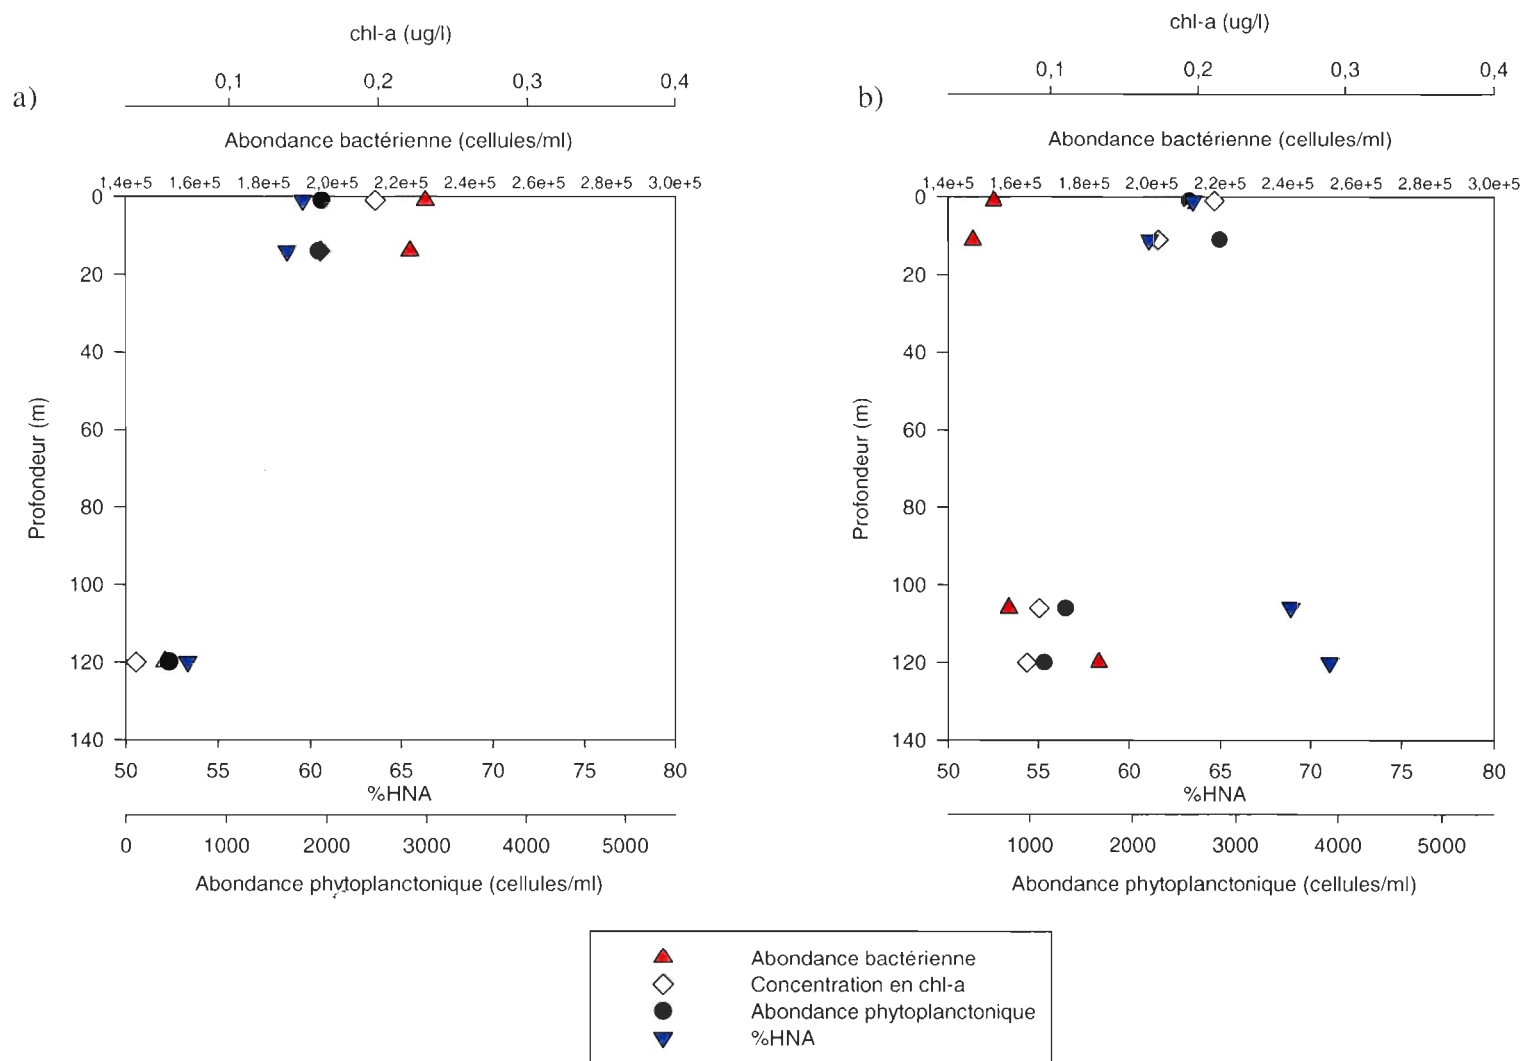 chl-a (ug/l)
0,1 0,2 0,3 0,4
a)
Abondance bactérienne (cellules/ml)
1,4e+5 1,6e+5 1,8e+5 2,0e+5 2,2e+5 2,4e+5 2,6e+5 2,8e+5 3,0e+5
0
20
40
60
80
100
120
140
Profondeur (m)
50 55 60 65 70 75 80
%HNA
0 1000 2000 3000 4000 5000
Abondance phytoplanctonique (cellules/ml)
chl-a (ug/l)
0,1 0,2 0,3 0,4
b)
Abondance bactérienne (cellules/ml)
1,4e+5 1,6e+5 1,8e+5 2,0e+5 2,2e+5 2,4e+5 2,6e+5 2,8e+5 3,0e+5
0
20
40
60
80
100
120
140
Profondeur (m)
50 55 60 65 70 75 80
%HNA
1000 2000 3000 4000 5000
Abondance phytoplanctonique (cellules/ml)
Abondance bactérienne
Concentration en chl-a
Abondance phytoplanctonique
%HNA